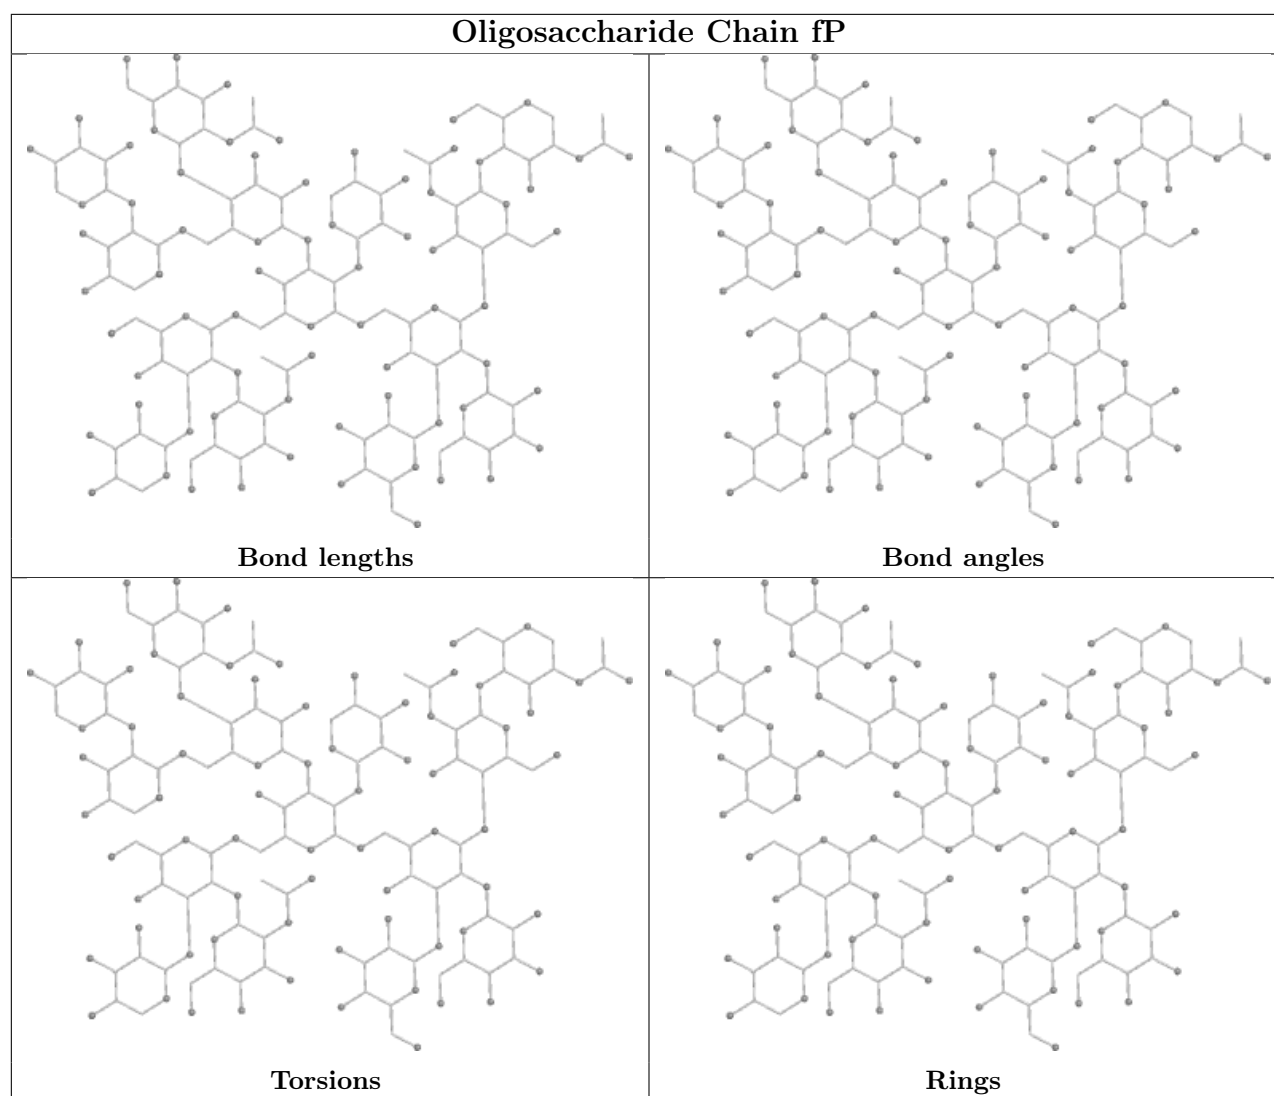 Oligosaccharide Chain fP
Bond lengths
Bond angles
Torsions
Rings